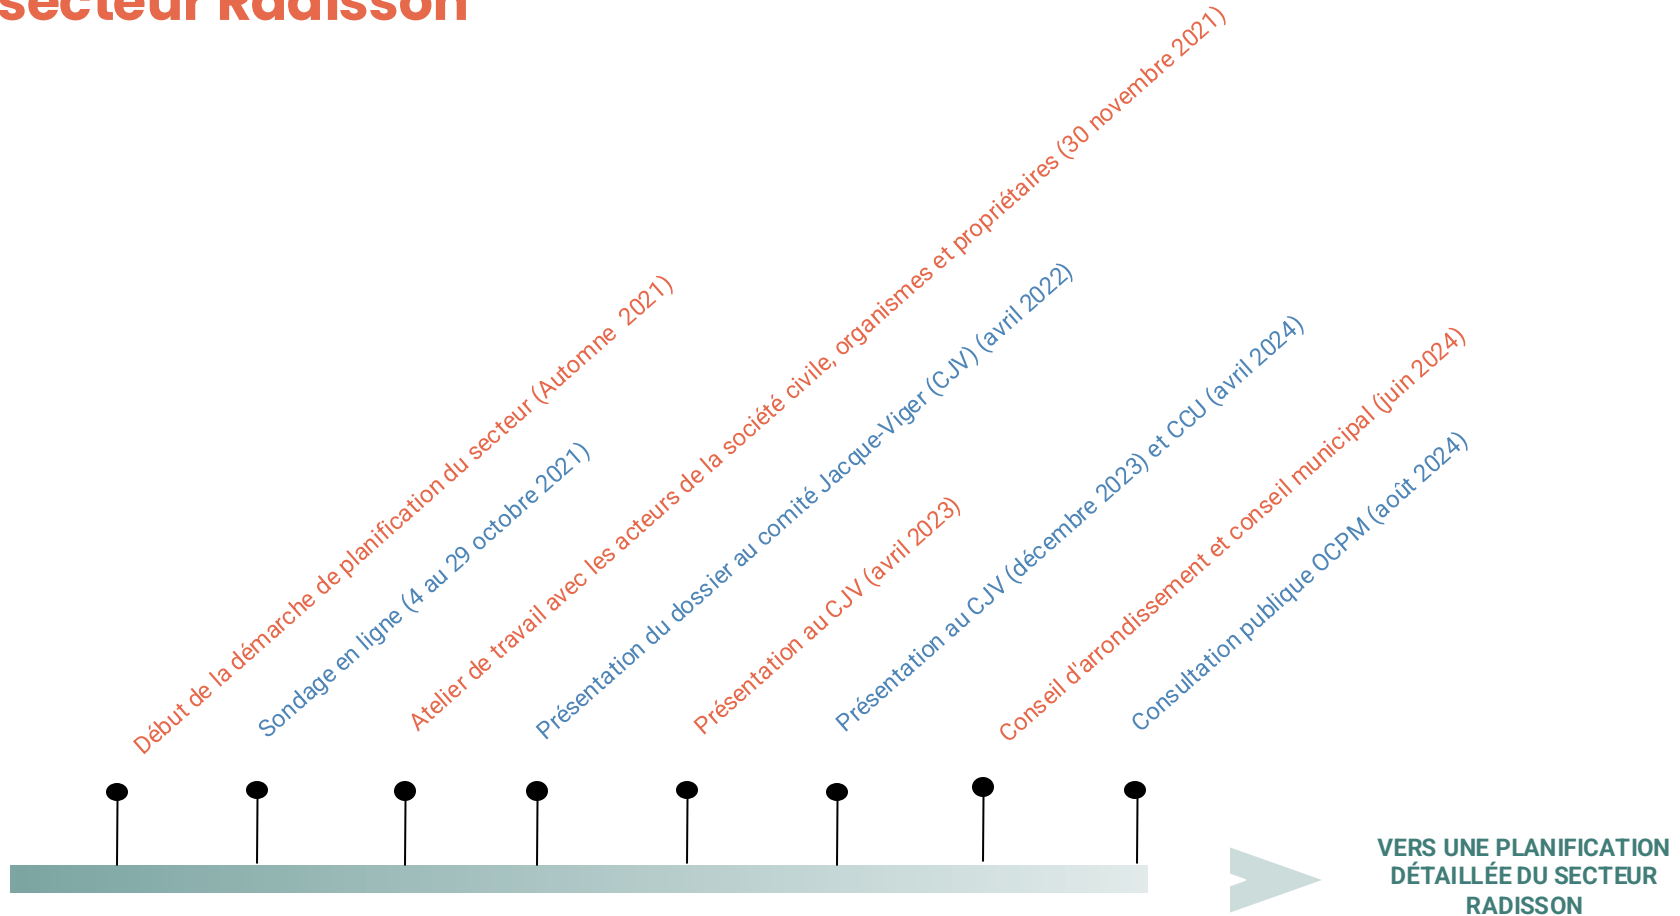 secteur Radisson
Début de la démarche de planification du secteur (Automne 2021)
Sondage en ligne (4 au 29 octobre 2021)
Atelier de travail avec les acteurs de la société civile, organismes et propriétaires (30 novembre 2021)
Présentation du dossier au comité Jacque-Viger (CJV) (avril 2022)
Présentation au CJV (avril 2023)
Présentation au CJV (décembre 2023) et CCU (avril 2024)
Conseil d'arrondissement et conseil municipal (juin 2024)
Consultation publique OCPM (août 2024)
VERS UNE PLANIFICATION
DÉTAILLÉE DU SECTEUR
RADISSON